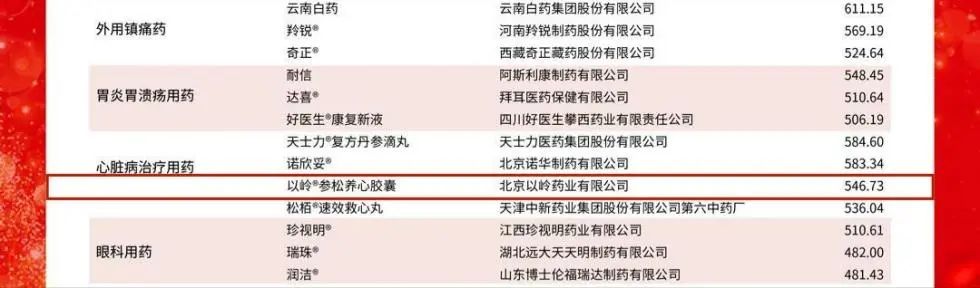 云南白药 云南白药集团股份有限公司 611.15
外用镇痛药 羚锐® 河南羚锐制药股份有限公司 569.19
奇正® 西藏奇正藏药股份有限公司 524.64
耐信 阿斯利康制药有限公司 548.45
胃炎胃溃疡用药 达喜® 拜耳医药保健有限公司 510.64
好医生®康复新液 四川好医生攀西药业有限责任公司 506.19
天士力®复方丹参滴丸 天士力医药集团股份有限公司 584.60
心脏病治疗用药 诺欣妥® 北京诺华制药有限公司 583.34
以岭®参松养心胶囊 北京以岭药业有限公司 546.73
松栢®速效救心丸 天津中新药业集团股份有限公司第六中药厂 536.04
珍视明® 江西珍视明药业有限公司 510.61
眼科用药 瑞珠® 湖北远大天天明制药有限公司 482.00
润洁® 山东博士伦福瑞达制药有限公司 481.43